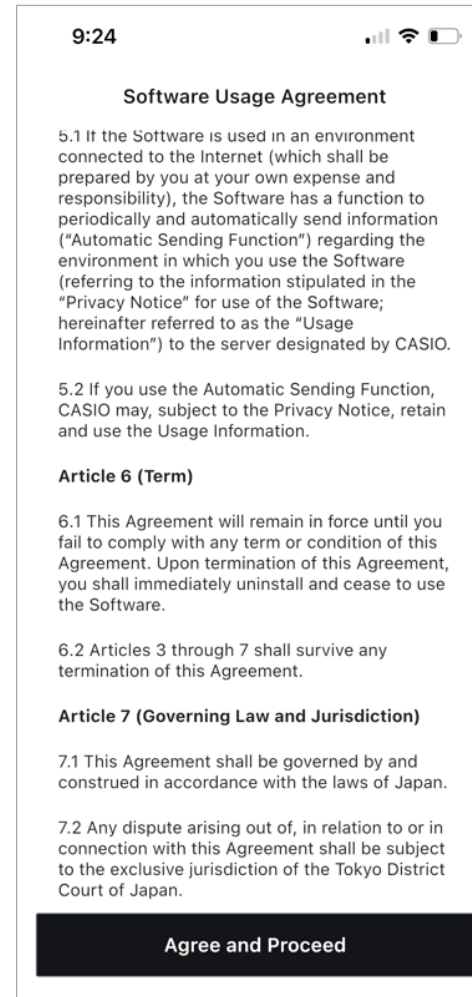 9:24
Software Usage Agreement
5.1 If the Software is used in an environment
connected to the Internet (which shall be
prepared by you at your own expense and
responsibility), the Software has a function to
periodically and automatically send information
(“Automatic Sending Function”) regarding the
environment in which you use the Software
(referring to the information stipulated in the
“Privacy Notice” for use of the Software;
hereinafter referred to as the “Usage
Information”) to the server designated by CASIO.
5.2 If you use the Automatic Sending Function,
CASIO may, subject to the Privacy Notice, retain
and use the Usage Information.
Article 6 (Term)
6.1 This Agreement will remain in force until you
fail to comply with any term or condition of this
Agreement. Upon termination of this Agreement,
you shall immediately uninstall and cease to use
the Software.
6.2 Articles 3 through 7 shall survive any
termination of this Agreement.
Article 7 (Governing Law and Jurisdiction)
7.1 This Agreement shall be governed by and
construed in accordance with the laws of Japan.
7.2 Any dispute arising out of, in relation to or in
connection with this Agreement shall be subject
to the exclusive jurisdiction of the Tokyo District
Court of Japan.
Agree and Proceed